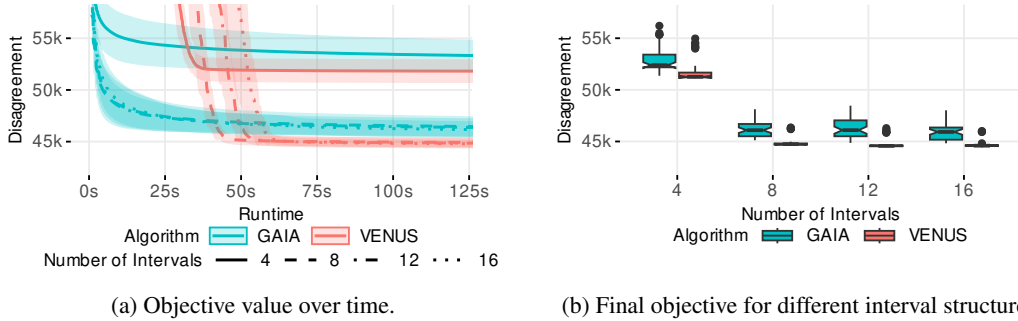 55k
50k
45k
Disagreement
0s 25s 50s 75s 100s 125s
Runtime
Algorithm GAIA VENUS
Number of Intervals 4 8 12 16
(a) Objective value over time.
55k
50k
45k
Disagreement
4 8 12 16
Number of Intervals
Algorithm GAIA VENUS
(b) Final objective for different interval structure